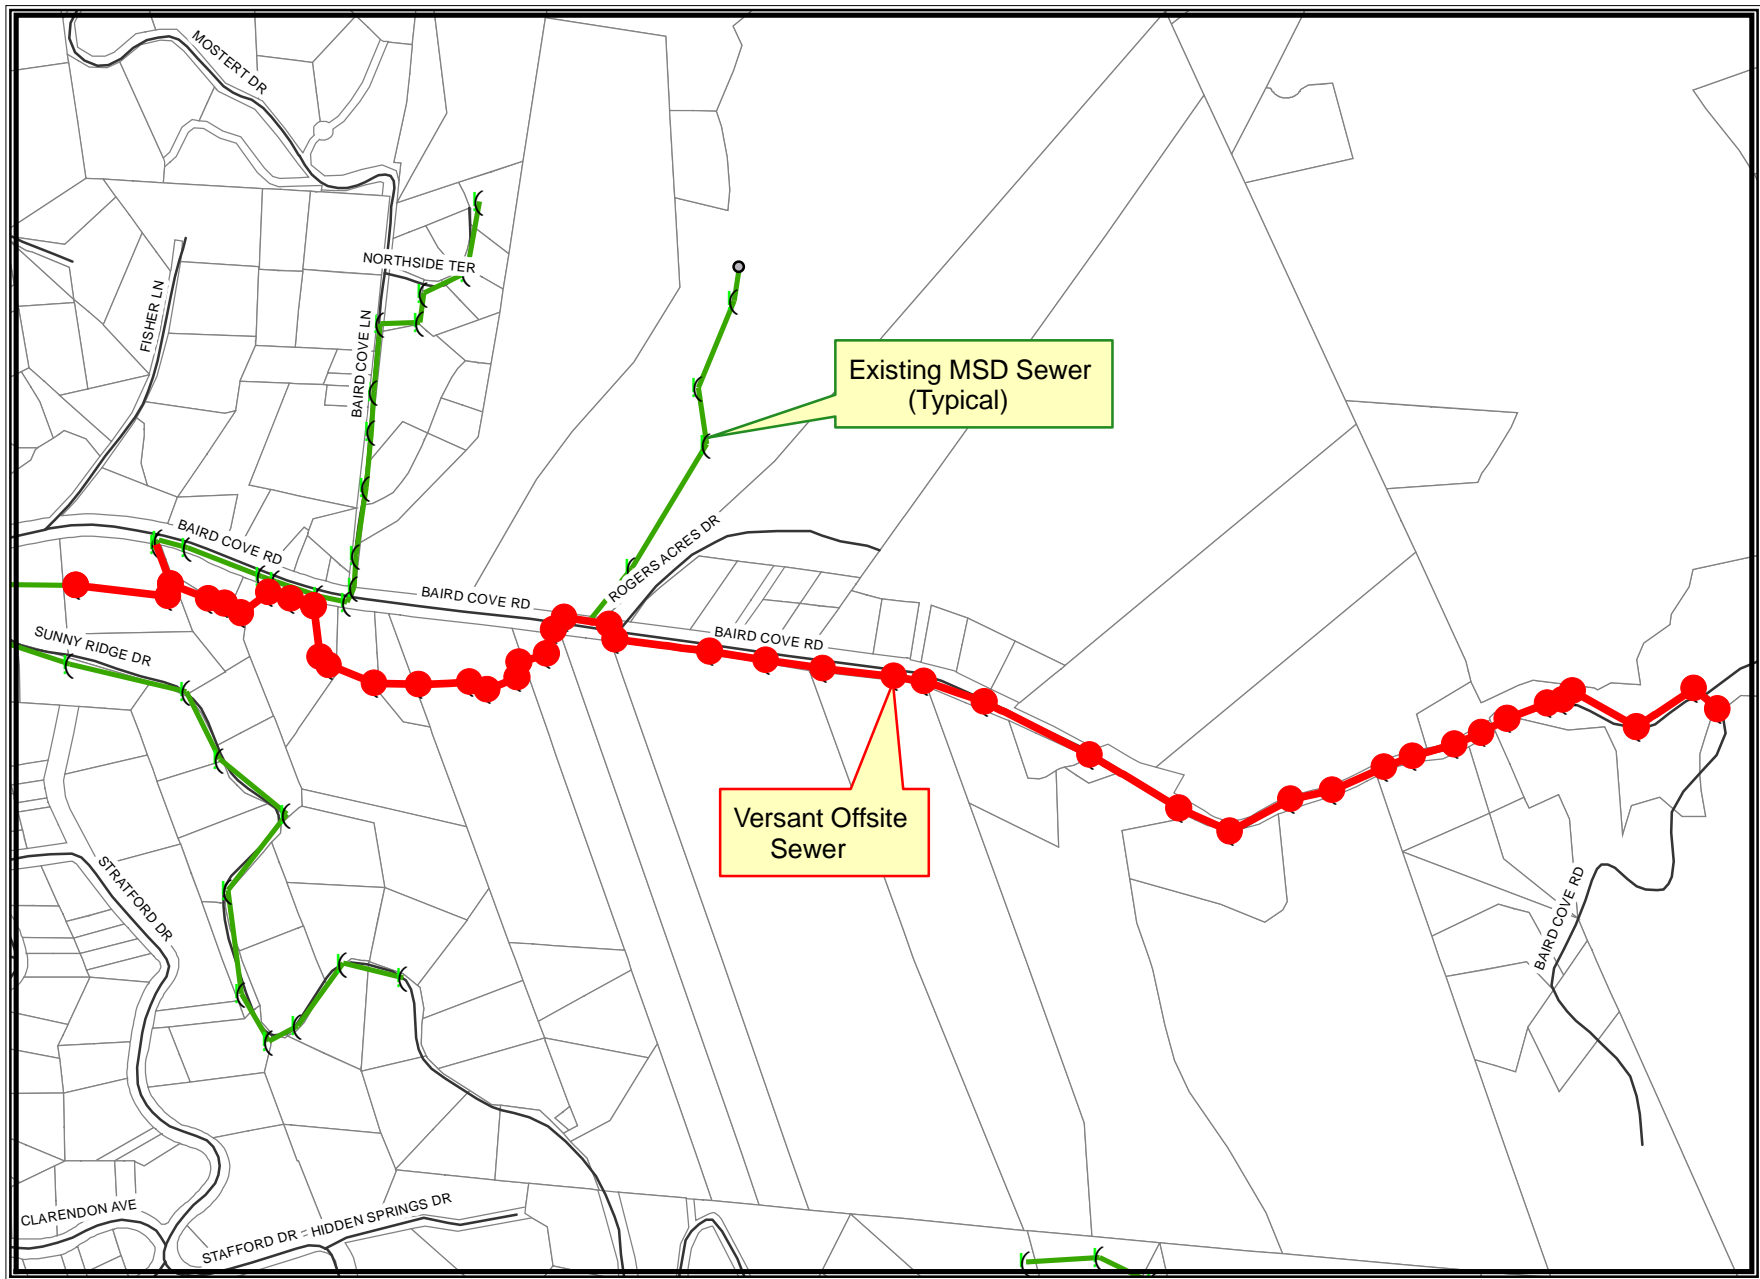 MOSTERT DR
NORTHSIDE TER
FISHER LN
BAIRD COVE LN
Existing MSD Sewer
(Typical)
BAIRD COVE RD
ROGERS ACRES DR
BAIRD COVE RD
BAIRD COVE RD
SUNNY RIDGE DR
Versant Offsite
Sewer
STRATFORD DR
BAIRD COVE RD
CLARENDON AVE
STAFFORD DR
HIDDEN SPRINGS DR